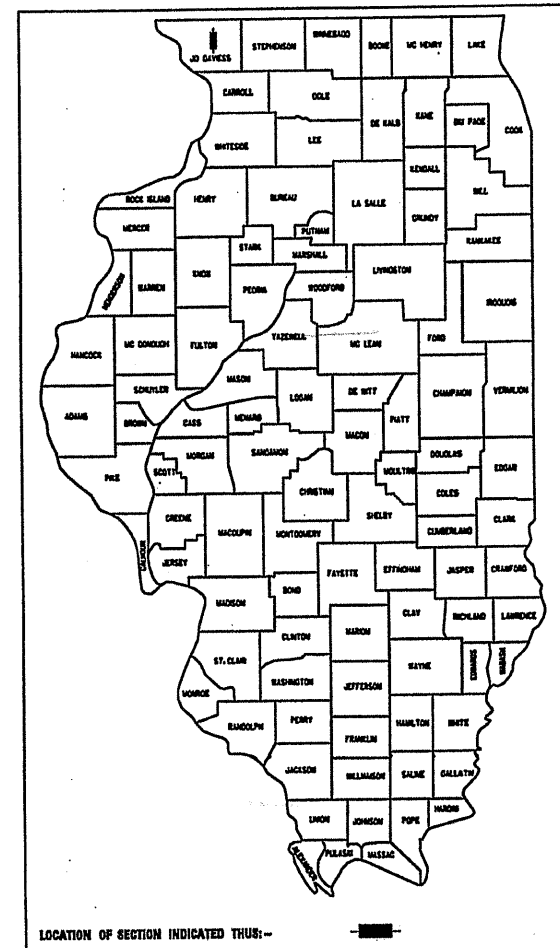 JO DAVIESS
STEPHENSON
WINNEBAGO
BOONE
MC HENRY
LAKE
CARROLL
OGLE
DE KALB
KANE
DU PAGE
COOK
WHITESIDE
LEE
KENDALL
WILL
ROCK ISLAND
HENRY
BUREAU
LA SALLE
GRUNDY
MERCER
PUTNAM
STARK
MARSHALL
KANKAKEE
KNOX
LIVINGSTON
HENDERSON
WARREN
PEORIA
WOODFORD
IROQUOIS
HANCOCK
MC DONOUGH
FULTON
TAZEWELL
MC LEAN
FORD
MASON
SCHUYLER
LOGAN
DE WITT
CHAMPAIGN
VERMILION
ADAMS
BROWN
CASS
MENARD
PIATT
MACON
MORGAN
SANGAMON
DOUGLAS
PIKE
SCOTT
MOULTRIE
EDGAR
CHRISTIAN
COLES
GREENE
MACOUPIN
MONTGOMERY
SHELBY
CLARK
CUMBERLAND
CALHOUN
JERSEY
FAYETTE
EFFINGHAM
JASPER
CRAWFORD
MADISON
BOND
CLAY
RICHLAND
LAWRENCE
CLINTON
MARION
ST. CLAIR
WAYNE
EDWARDS
WABASH
WASHINGTON
JEFFERSON
MONROE
RANDOLPH
PERRY
HAMILTON
WHITE
FRANKLIN
JACKSON
WILLIAMSON
SALINE
GALLATIN
UNION
JOHNSON
POPE
HARDIN
ALEXANDER
PULASKI
MASSAC
LOCATION OF SECTION INDICATED THUS:-